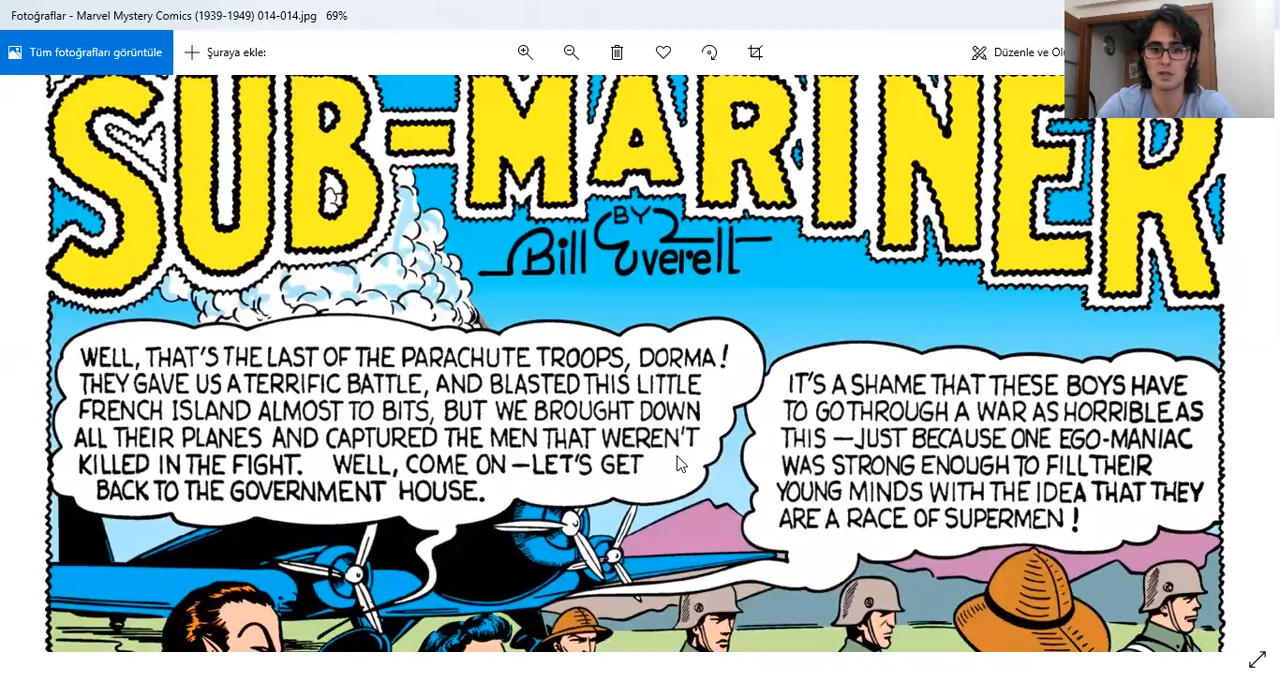 Fotoğraflar - Marvel Mystery Comics (1939-1949) 014-014.jpg 69%
Tüm fotoğrafları görüntüle
Şuraya ekle:
Düzenle ve Ol
SUB-MARINER
BY
Bill Everett
WELL, THAT'S THE LAST OF THE PARACHUTE TROOPS, DORMA!
THEY GAVE US A TERRIFIC BATTLE, AND BLASTED THIS LITTLE
FRENCH ISLAND ALMOST TO BITS, BUT WE BROUGHT DOWN
ALL THEIR PLANES AND CAPTURED THE MEN THAT WEREN'T
KILLED IN THE FIGHT. WELL, COME ON—LET'S GET
BACK TO THE GOVERNMENT HOUSE.
IT'S A SHAME THAT THESE BOYS HAVE
TO GO THROUGH A WAR AS HORRIBLE AS
THIS—JUST BECAUSE ONE EGO-MANIAC
WAS STRONG ENOUGH TO FILL THEIR
YOUNG MINDS WITH THE IDEA THAT THEY
ARE A RACE OF SUPERMEN!